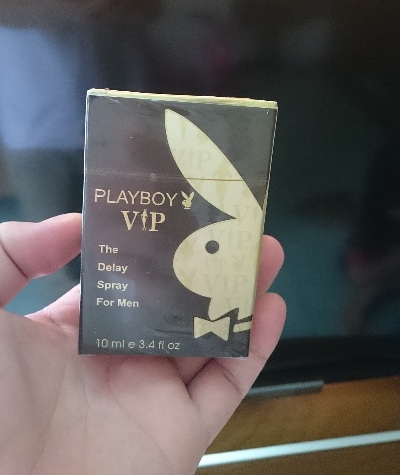 PLAYBOY
VIP
The
Delay
Spray
For Men
10 ml e 3.4 fl oz